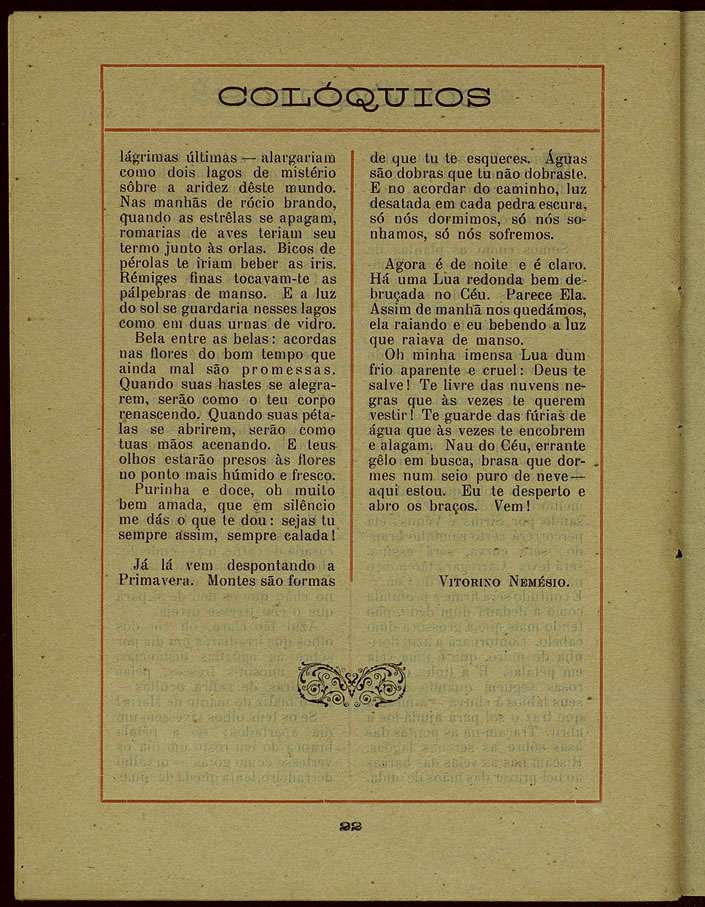 COLÓQUIOS
lágrimas últimas — alargariam
como dois lagos de mistério
sôbre a aridez dêste mundo.
Nas manhãs de rócio brando,
quando as estrêlas se apagam,
romarias de aves teriam seu
termo junto às orlas. Bicos de
pérolas te iriam beber as iris.
Rémiges finas tocavam-te as
pálpebras de manso. E a luz
do sol se guardaria nesses lagos
como em duas urnas de vidro.
Bela entre as belas: acordas
nas flores do bom tempo que
ainda mal são promessas.
Quando suas hastes se alegra-
rem, serão como o teu corpo
renascendo. Quando suas péta-
las se abrirem, serão como
tuas mãos acenando. E teus
olhos estarão presos às flores
no ponto mais húmido e fresco.
Purinha e doce, oh muito
bem amada, que em silêncio
me dás o que te dou: sejas tu
sempre assim, sempre calada!
Já lá vem despontando a
Primavera. Montes são formas
de que tu te esqueces. Águas
são dobras que tu não dobraste.
E no acordar do caminho, luz
desatada em cada pedra escura,
só nós dormimos, só nós so-
nhamos, só nós sofremos.
Agora é de noite e é claro.
Há uma Lua redonda bem de-
bruçada no Céu. Parece Ela.
Assim de manhã nos quedámos,
ela raiando e eu bebendo a luz
que raiava de manso.
Oh minha imensa Lua dum
frio aparente e cruel: Deus te
salve! Te livre das nuvens ne-
gras que às vezes te querem
vestir! Te guarde das fúrias de
água que às vezes te encobrem
e alagam. Nau do Céu, errante
gêlo em busca, brasa que dor-
mes num seio puro de neve—
aqui estou. Eu te desperto e
abro os braços. Vem!
VITORINO NEMÉSIO.
22